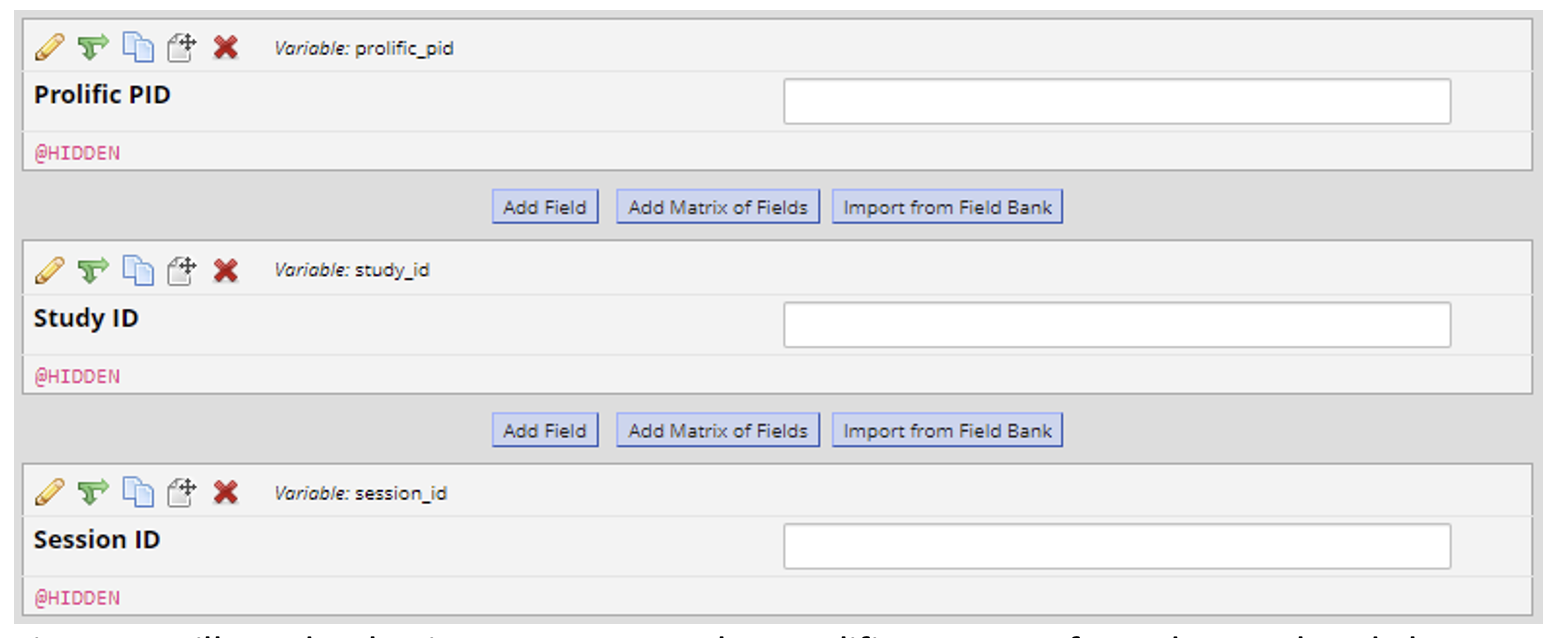 Variable: prolific_pid
Prolific PID
@HIDDEN
Add Field Add Matrix of Fields Import from Field Bank
Variable: study_id
Study ID
@HIDDEN
Add Field Add Matrix of Fields Import from Field Bank
Variable: session_id
Session ID
@HIDDEN